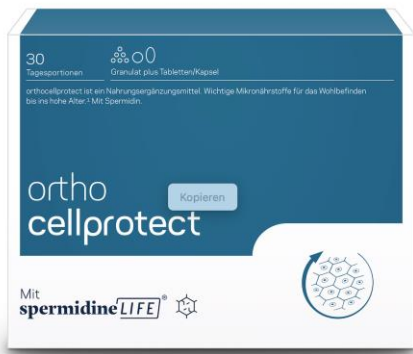 30
Tagesportionen
Granulat plus Tabletten/Kapsel
orthocellprotect ist ein Nahrungsergänzungsmittel. Wichtige Mikronährstoffe für das Wohlbefinden
bis ins hohe Alter.¹ Mit Spermidin.
ortho
cellprotect
Kopieren
Mit
spermidineLIFE®